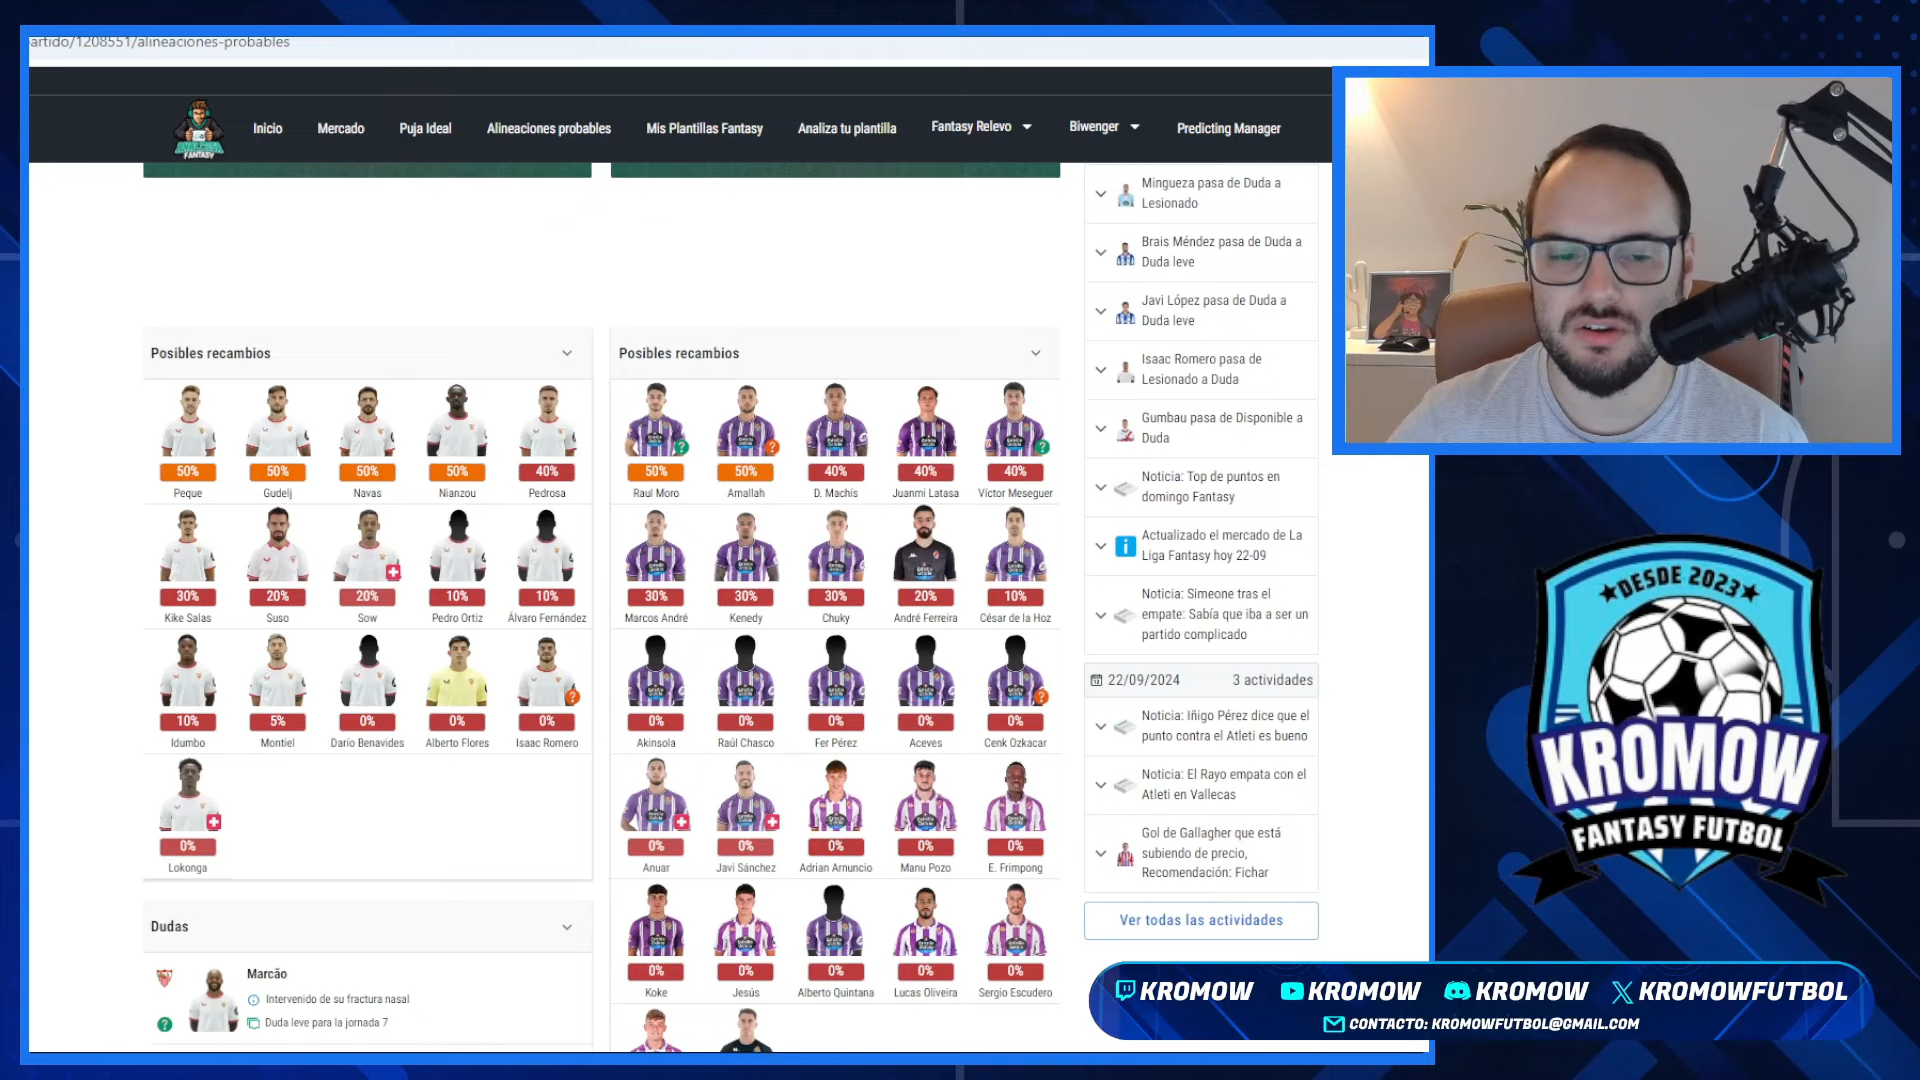 artido/1208551/alineaciones-probables
Inicio
Mercado
Puja Ideal
Alineaciones probables
Mis Plantillas Fantasy
Analiza tu plantilla
Fantasy Relevo
Biwenger
Predicting Manager
FANTASY
Posibles recambios
50%
50%
50%
50%
40%
Peque
Gudelj
Navas
Nianzou
Pedrosa
30%
20%
20%
10%
10%
Kike Salas
Suso
Sow
Pedro Ortiz
Álvaro Fernández
10%
5%
0%
0%
0%
Idumbo
Montiel
Darío Benavides
Alberto Flores
Isaac Romero
0%
Lokonga
Dudas
Marcão
Intervenido de su fractura nasal
Duda leve para la jornada 7
Posibles recambios
50%
50%
40%
40%
40%
Raul Moro
Amallah
D. Machís
Juanmi Latasa
Víctor Meseguer
30%
30%
30%
20%
10%
Marcos André
Kenedy
Chuky
André Ferreira
César de la Hoz
0%
0%
0%
0%
0%
Akinsola
Raúl Chasco
Fer Pérez
Aceves
Cenk Ozkacar
0%
0%
0%
0%
0%
Anuar
Javi Sánchez
Adrian Arnuncio
Manu Pozo
E. Frimpong
0%
0%
0%
0%
0%
Koke
Jesús
Alberto Quintana
Lucas Oliveira
Sergio Escudero
Mingueza pasa de Duda a
Lesionado
Brais Méndez pasa de Duda a
Duda leve
Javi López pasa de Duda a
Duda leve
Isaac Romero pasa de
Lesionado a Duda
Gumbau pasa de Disponible a
Duda
Noticia: Top de puntos en
domingo Fantasy
Actualizado el mercado de La
Liga Fantasy hoy 22-09
Noticia: Simeone tras el
empate: Sabía que iba a ser un
partido complicado
22/09/2024
3 actividades
Noticia: Iñigo Pérez dice que el
punto contra el Atleti es bueno
Noticia: El Rayo empata con el
Atleti en Vallecas
Gol de Gallagher que está
subiendo de precio,
Recomendación: Fichar
Ver todas las actividades
DESDE 2023
KROMOW
FANTASY FUTBOL
KROMOW
KROMOW
KROMOW
KROMOWFUTBOL
CONTACTO: KROMOWFUTBOL@GMAIL.COM